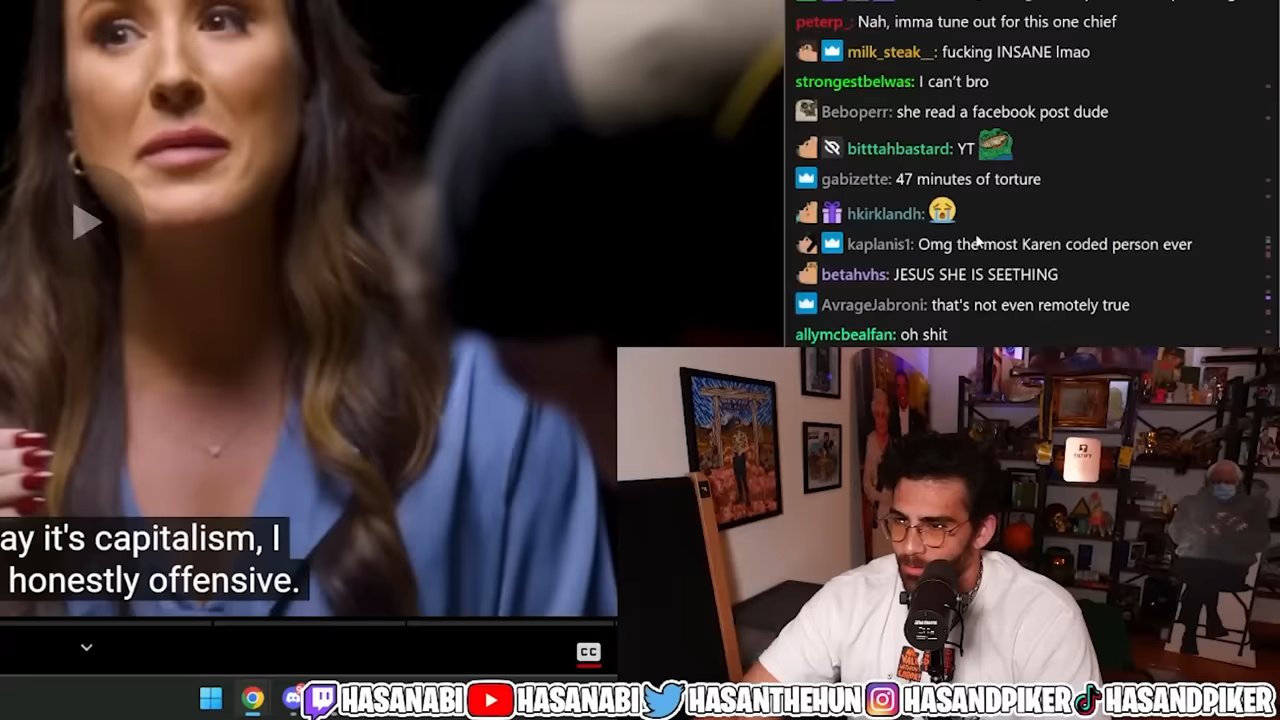 peterp_: Nah, imma tune out for this one chief
milk_steak__: fucking INSANE lmao
strongestbelwas: I can't bro
Beboperr: she read a facebook post dude
bitttahbastard: YT
gabizette: 47 minutes of torture
hkirklandh:
kaplanis1: Omg the most Karen coded person ever
betahvhs: JESUS SHE IS SEETHING
AvrageJabroni: that's not even remotely true
allymcbealfan: oh shit
ay it's capitalism, I
honestly offensive.
CC
HASANABI HASANABI HASANTHEHUN HASANDPIKER HASANDPIKER